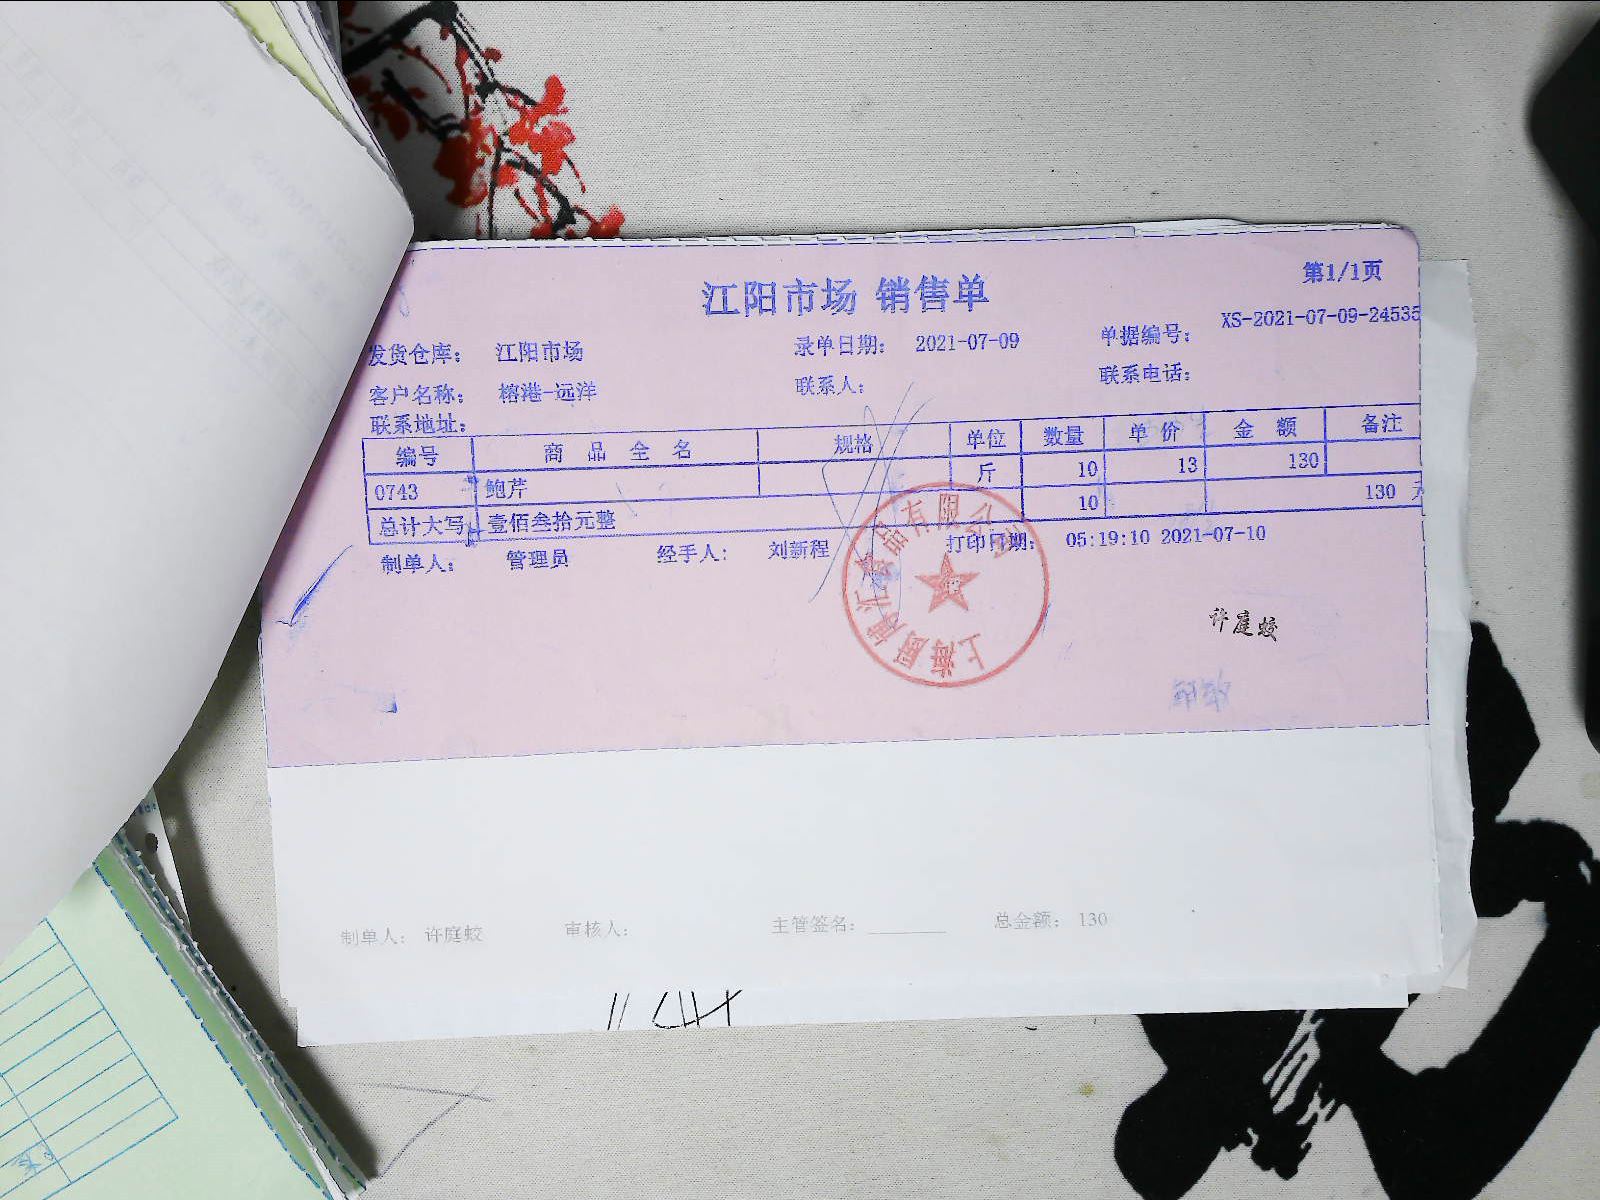 江阳市场 销售单
第1/1页
发货仓库： 江阳市场 录单日期： 2021-07-09 单据编号： XS-2021-07-09-24535
客户名称： 榕港-远洋 联系人： 联系电话：
联系地址：
编号 商品全名 规格 单位 数量 单价 金额 备注
0743 鲍芹 斤 10 13 130
总计大写 壹佰叁拾元整 10 130 元
制单人： 管理员 经手人： 刘新程 打印日期： 05:19:10 2021-07-10
许庭蛟
制单人： 许庭蛟 审核人： 主管签名： 总金额： 130